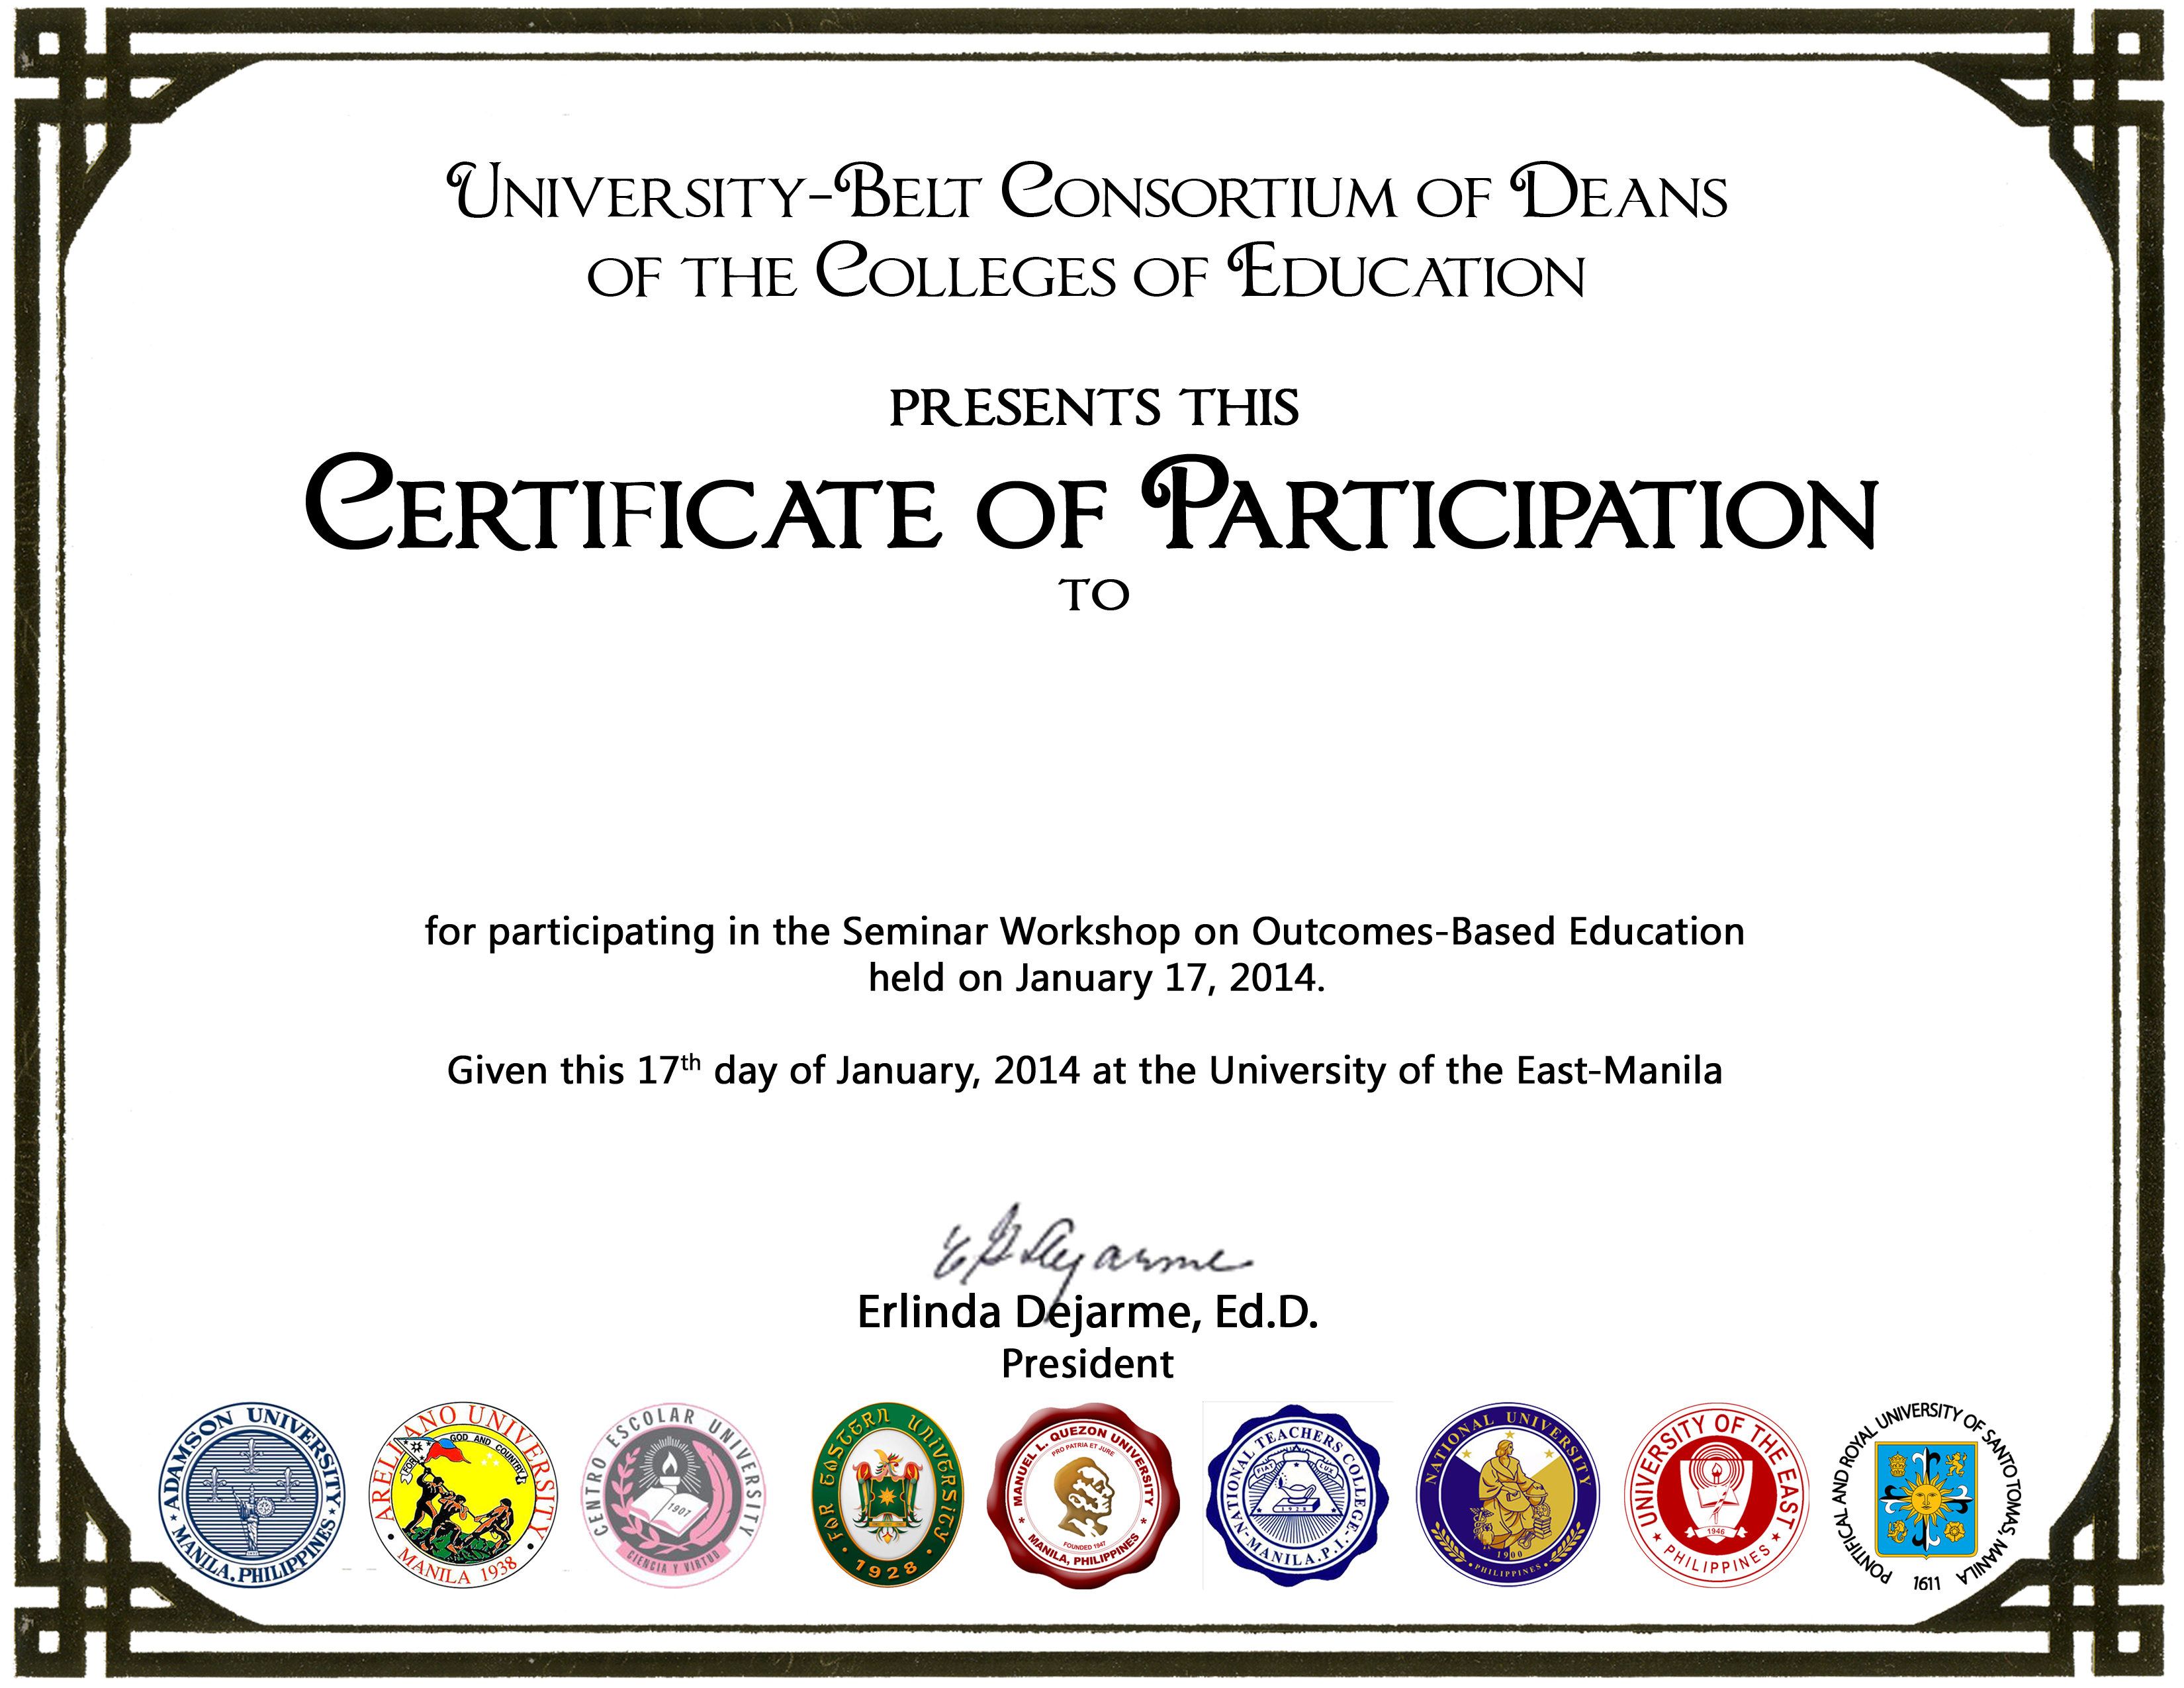 University-Belt Consortium of Deans
of the Colleges of Education
presents this
Certificate of Participation
to
for participating in the Seminar Workshop on Outcomes-Based Education
held on January 17, 2014.
Given this 17th day of January, 2014 at the University of the East-Manila
E Dejarme
Erlinda Dejarme, Ed.D.
President
ADAMSON UNIVERSITY
MANILA, PHILIPPINES
ARELLANO UNIVERSITY
FOR GOD AND COUNTRY
MANILA 1938
CENTRO ESCOLAR UNIVERSITY
1907
CIENCIA Y VIRTUD
FAR EASTERN UNIVERSITY
1928
MANUEL L. QUEZON UNIVERSITY
PRO PATRIA ET JURE
FOUNDED 1947
MANILA, PHILIPPINES
NATIONAL TEACHERS COLLEGE
FIAT LUX
1928
MANILA, P.I.
NATIONAL UNIVERSITY
1900
PHILIPPINES
UNIVERSITY OF THE EAST
1946
PHILIPPINES
PONTIFICAL AND ROYAL UNIVERSITY OF SANTO TOMAS, MANILA
1611